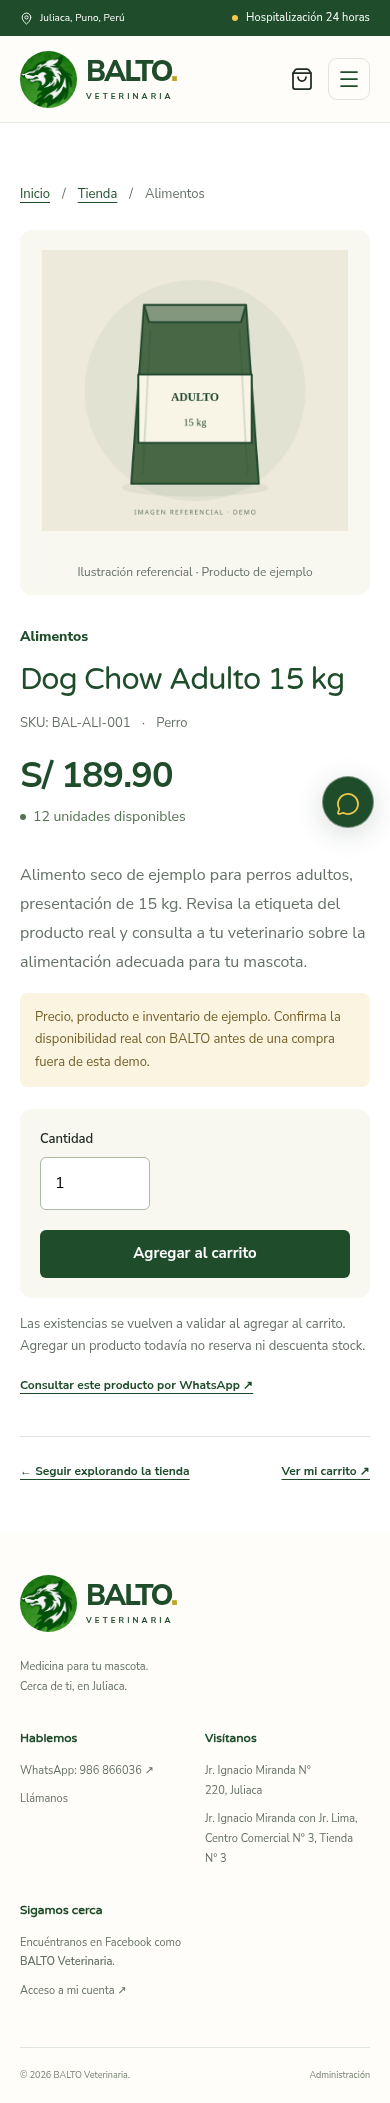 Juliaca, Puno, Perú
Hospitalización 24 horas
BALTO.
VETERINARIA
Inicio / Tienda / Alimentos
ADULTO
15 kg
IMAGEN REFERENCIAL · DEMO
Ilustración referencial · Producto de ejemplo
Alimentos
Dog Chow Adulto 15 kg
SKU: BAL-ALI-001 · Perro
S/ 189.90
12 unidades disponibles
Alimento seco de ejemplo para perros adultos,
presentación de 15 kg. Revisa la etiqueta del
producto real y consulta a tu veterinario sobre la
alimentación adecuada para tu mascota.
Precio, producto e inventario de ejemplo. Confirma la
disponibilidad real con BALTO antes de una compra
fuera de esta demo.
Cantidad
1
Agregar al carrito
Las existencias se vuelven a validar al agregar al carrito.
Agregar un producto todavía no reserva ni descuenta stock.
Consultar este producto por WhatsApp ↗
← Seguir explorando la tienda
Ver mi carrito ↗
BALTO.
VETERINARIA
Medicina para tu mascota.
Cerca de ti, en Juliaca.
Hablemos
WhatsApp: 986 866036 ↗
Llámanos
Visítanos
Jr. Ignacio Miranda N°
220, Juliaca
Jr. Ignacio Miranda con Jr. Lima,
Centro Comercial N° 3, Tienda
N° 3
Sigamos cerca
Encuéntranos en Facebook como
BALTO Veterinaria.
Acceso a mi cuenta ↗
© 2026 BALTO Veterinaria.
Administración